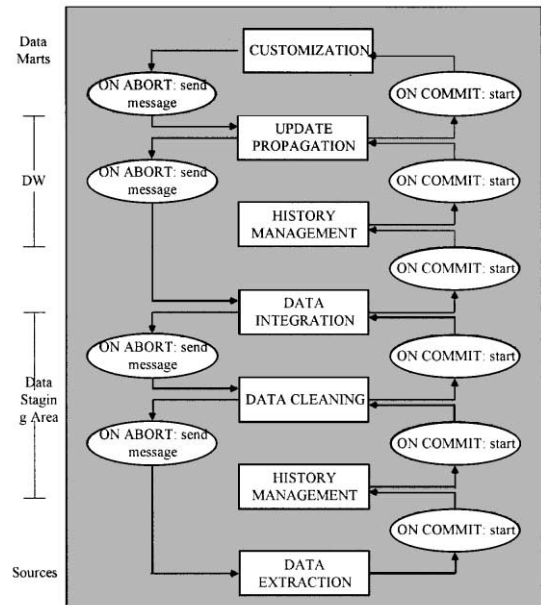 Data
Marts
CUSTOMIZATION
ON ABORT: send
message
ON COMMIT: start
UPDATE
PROPAGATION
DW
ON ABORT: send
message
ON COMMIT: start
HISTORY
MANAGEMENT
ON COMMIT: start
DATA
INTEGRATION
ON ABORT: send
message
ON COMMIT: start
Data
Stagin
g Area
DATA CLEANING
ON ABORT: send
message
ON COMMIT: start
HISTORY
MANAGEMENT
ON COMMIT: start
Sources
DATA
EXTRACTION